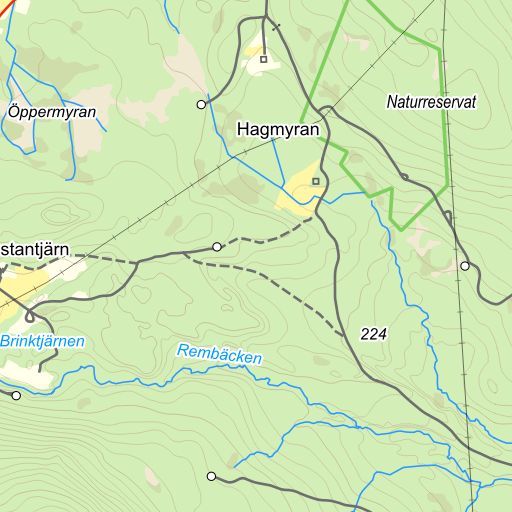 Naturreservat
Öppermyran
Hagmyran
stantjärn
Brinktjärnen
224
Rembäcken